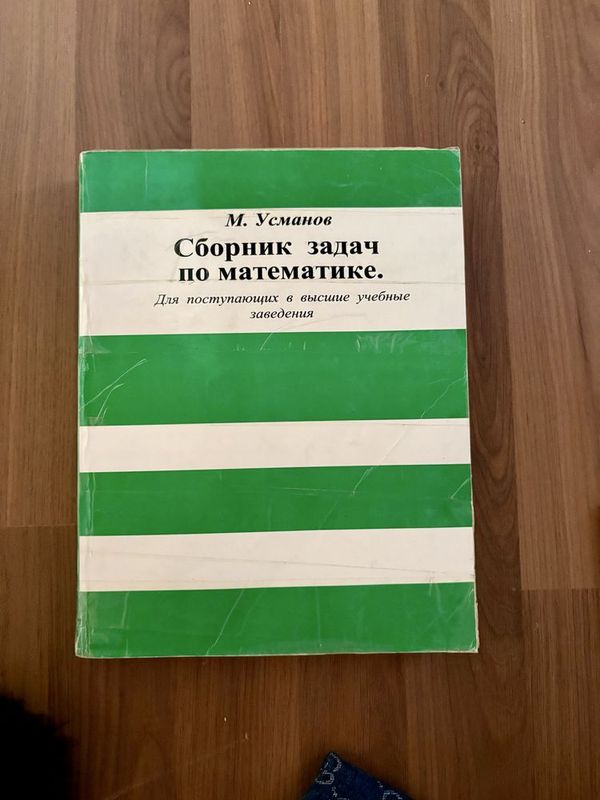 М. Усманов
Сборник задач
по математике.
Для поступающих в высшие учебные
заведения